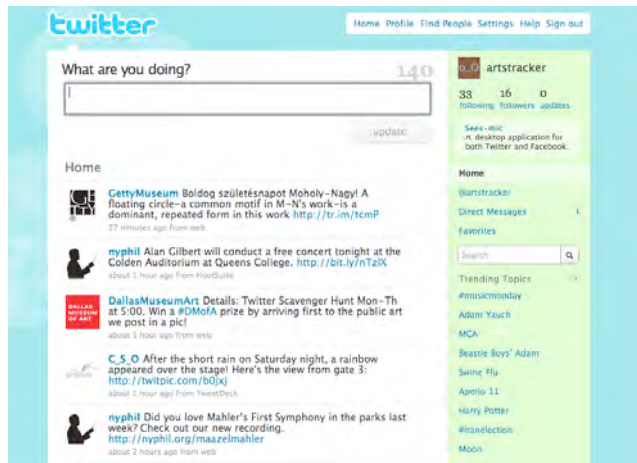 twitter
Home Profile Find People Settings Help Sign out
What are you doing?
140
update
Home
GettyMuseum Boldog születésnapot Moholy-Nagy! A
floating circle-a common motif in M-N's work-is a
dominant, repeated form in this work http://tr.im/tcmP
27 minutes ago from web
nyphil Alan Gilbert will conduct a free concert tonight at the
Colden Auditorium at Queens College. http://bit.ly/nTzlX
about 1 hour ago from HootSuite
DALLAS
MUSEUM
OF ART
DallasMuseumArt Details: Twitter Scavenger Hunt Mon-Th
at 5:00. Win a #DMofA prize by arriving first to the public art
we post in a pic!
about 1 hour ago from web
C_S_O After the short rain on Saturday night, a rainbow
appeared over the stage! Here's the view from gate 3:
http://twitpic.com/b0jxj
about 1 hour ago from TweetDeck
nyphil Did you love Mahler's First Symphony in the parks last
week? Check out our new recording.
http://nyphil.org/maazelmahler
about 2 hours ago from web
o_O artstracker
33 16 0
following followers updates
Sees-mic
n. desktop application for
both Twitter and Facebook.
Home
@artstracker
Direct Messages 1
Favorites
Search
Trending Topics
#musicmonday
Adam Yauch
MCA
Beastie Boys' Adam
Swine Flu
Apollo 11
Harry Potter
#iranelection
Moon